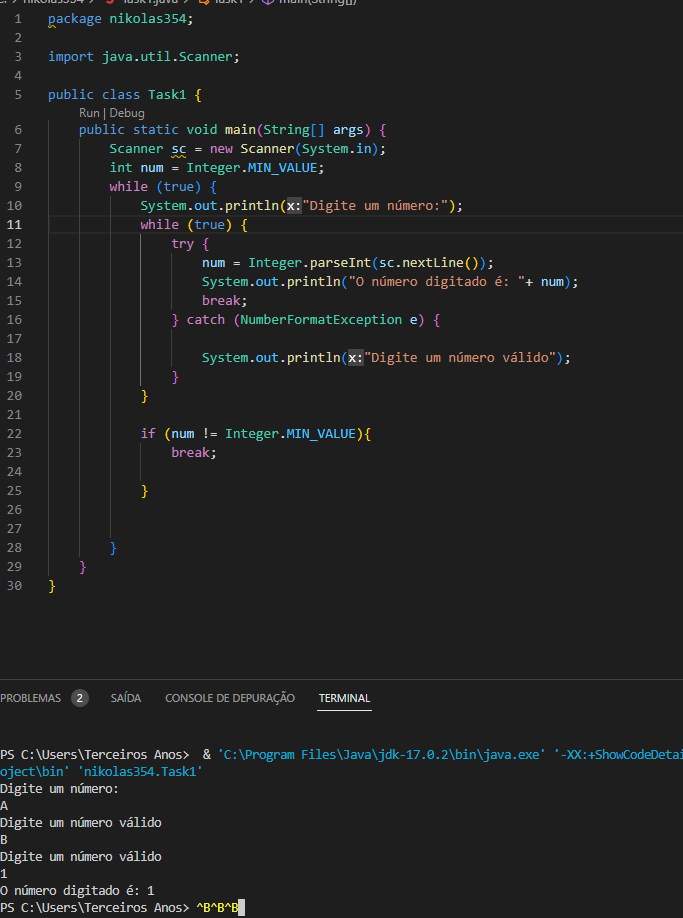 nikolas354 > Task1.java > Task1 > main(String[])
1 package nikolas354;
2
3 import java.util.Scanner;
4
5 public class Task1 {
Run | Debug
6 public static void main(String[] args) {
7 Scanner sc = new Scanner(System.in);
8 int num = Integer.MIN_VALUE;
9 while (true) {
10 System.out.println(x:"Digite um número:");
11 while (true) {
12 try {
13 num = Integer.parseInt(sc.nextLine());
14 System.out.println("O número digitado é: "+ num);
15 break;
16 } catch (NumberFormatException e) {
17
18 System.out.println(x:"Digite um número válido");
19 }
20 }
21
22 if (num != Integer.MIN_VALUE){
23 break;
24
25 }
26
27
28 }
29 }
30 }
PROBLEMAS 2 SAÍDA CONSOLE DE DEPURAÇÃO TERMINAL
PS C:\Users\Terceiros Anos>  & 'C:\Program Files\Java\jdk-17.0.2\bin\java.exe' '-XX:+ShowCodeDetai
oject\bin' 'nikolas354.Task1'
Digite um número:
A
Digite um número válido
B
Digite um número válido
1
O número digitado é: 1
PS C:\Users\Terceiros Anos> ^B^B^B